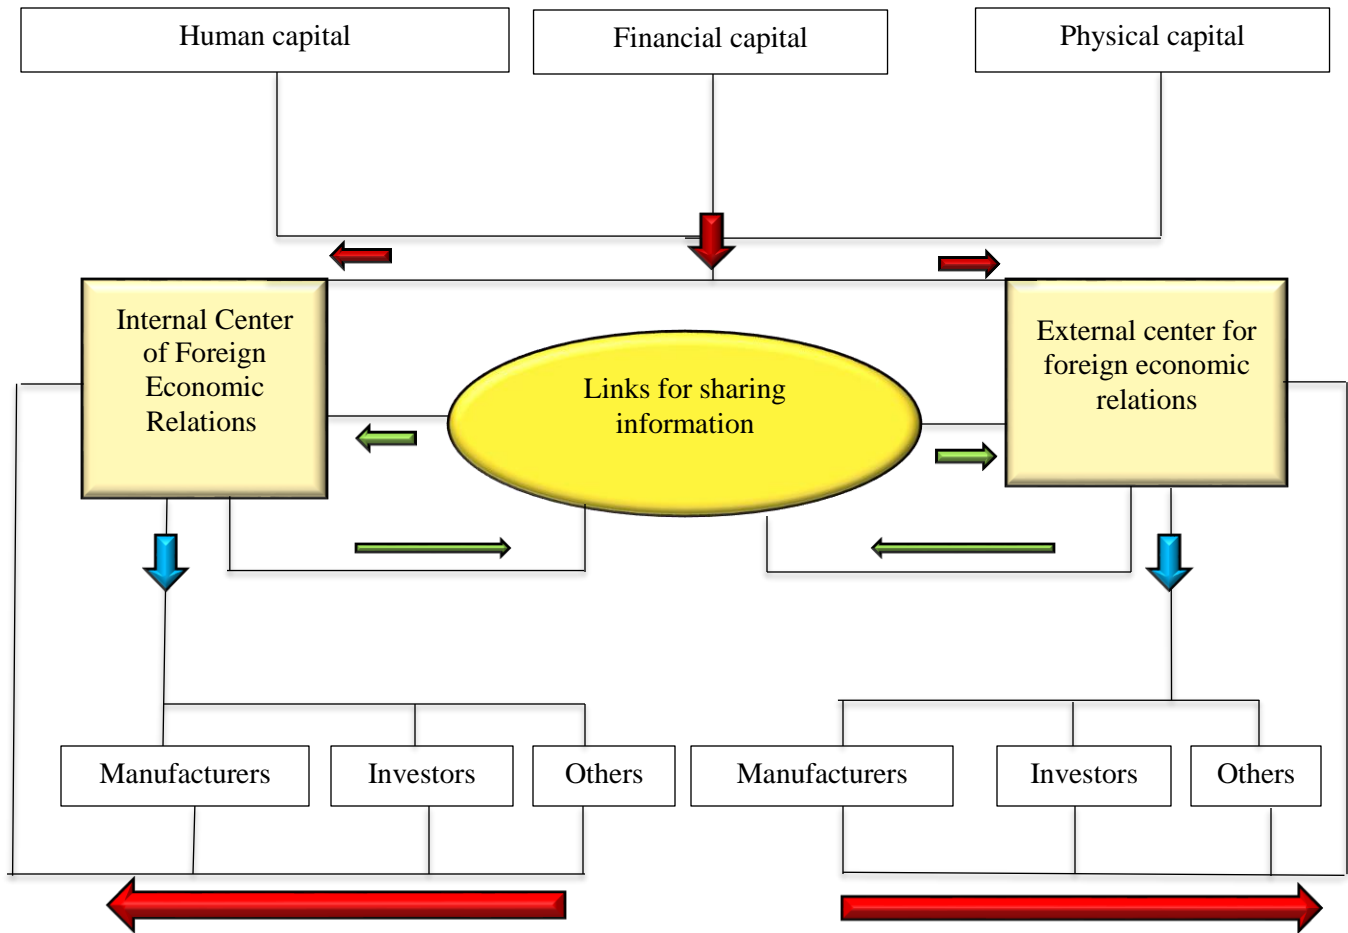 Human capital
Financial capital
Physical capital
Internal Center
of Foreign
Economic
Relations
Links for sharing
information
External center for
foreign economic
relations
Manufacturers
Investors
Others
Manufacturers
Investors
Others